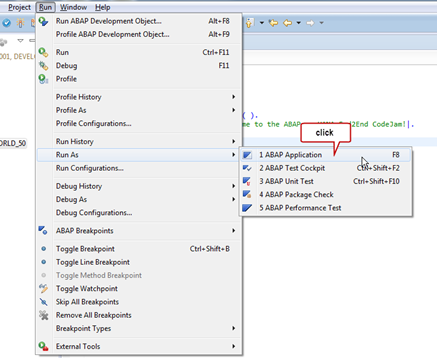 Project Run Window Help
Run ABAP Development Object... Alt+F8
Profile ABAP Development Object... Alt+F9
001, DEVELO
Run Ctrl+F11
Debug F11
Profile
Profile History
Profile As
Profile Configurations...
( ).
me to the ABAP 2End CodeJam!|.
click
Run History
ORLD_50
Run As
1 ABAP Application F8
Run Configurations...
2 ABAP Test Cockpit Ctrl+Shift+F2
3 ABAP Unit Test Ctrl+Shift+F10
Debug History
4 ABAP Package Check
Debug As
5 ABAP Performance Test
Debug Configurations...
ABAP Breakpoints
Toggle Breakpoint Ctrl+Shift+B
Toggle Line Breakpoint
Toggle Method Breakpoint
Toggle Watchpoint
Skip All Breakpoints
Remove All Breakpoints
Breakpoint Types
External Tools